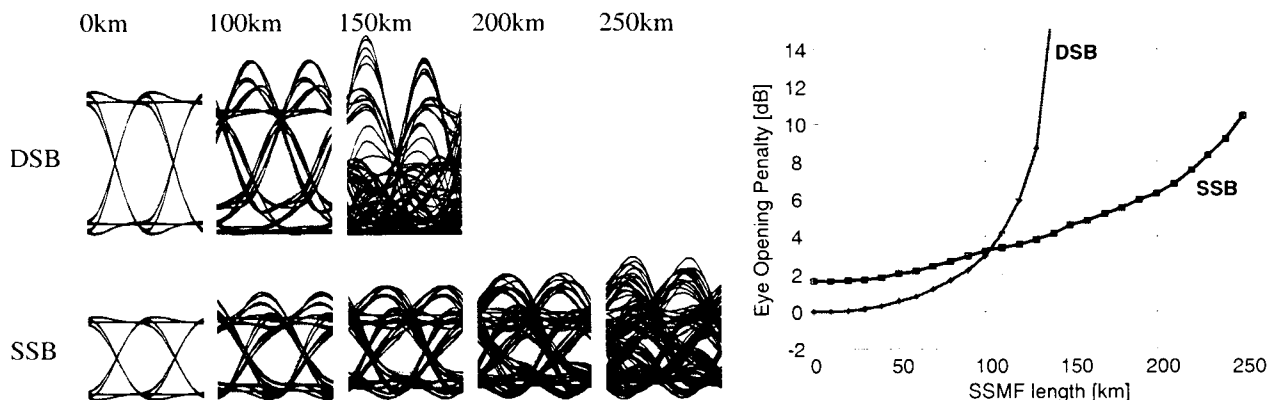 0km 100km 150km 200km 250km
DSB
SSB
14
12
10
8
6
4
2
0
-2
Eye Opening Penalty [dB]
DSB
SSB
0 50 100 150 200 250
SSMF length [km]